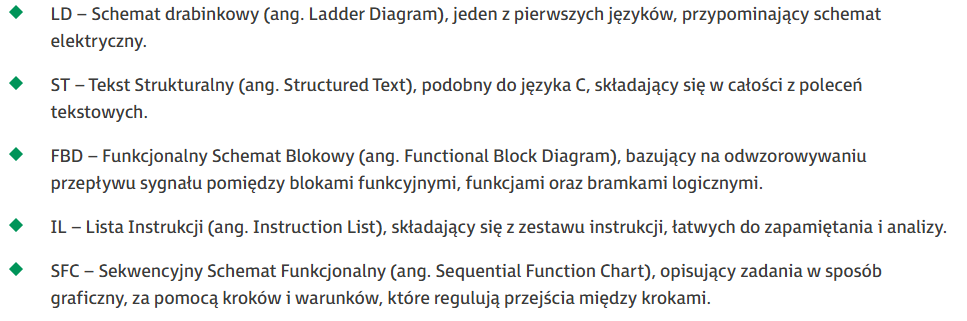 LD – Schemat drabinkowy (ang. Ladder Diagram), jeden z pierwszych języków, przypominający schemat
elektryczny.
ST – Tekst Strukturalny (ang. Structured Text), podobny do języka C, składający się w całości z poleceń
tekstowych.
FBD – Funkcjonalny Schemat Blokowy (ang. Functional Block Diagram), bazujący na odwzorowywaniu
przepływu sygnału pomiędzy blokami funkcyjnymi, funkcjami oraz bramkami logicznymi.
IL – Lista Instrukcji (ang. Instruction List), składający się z zestawu instrukcji, łatwych do zapamiętania i analizy.
SFC – Sekwencyjny Schemat Funkcjonalny (ang. Sequential Function Chart), opisujący zadania w sposób
graficzny, za pomocą kroków i warunków, które regulują przejścia między krokami.